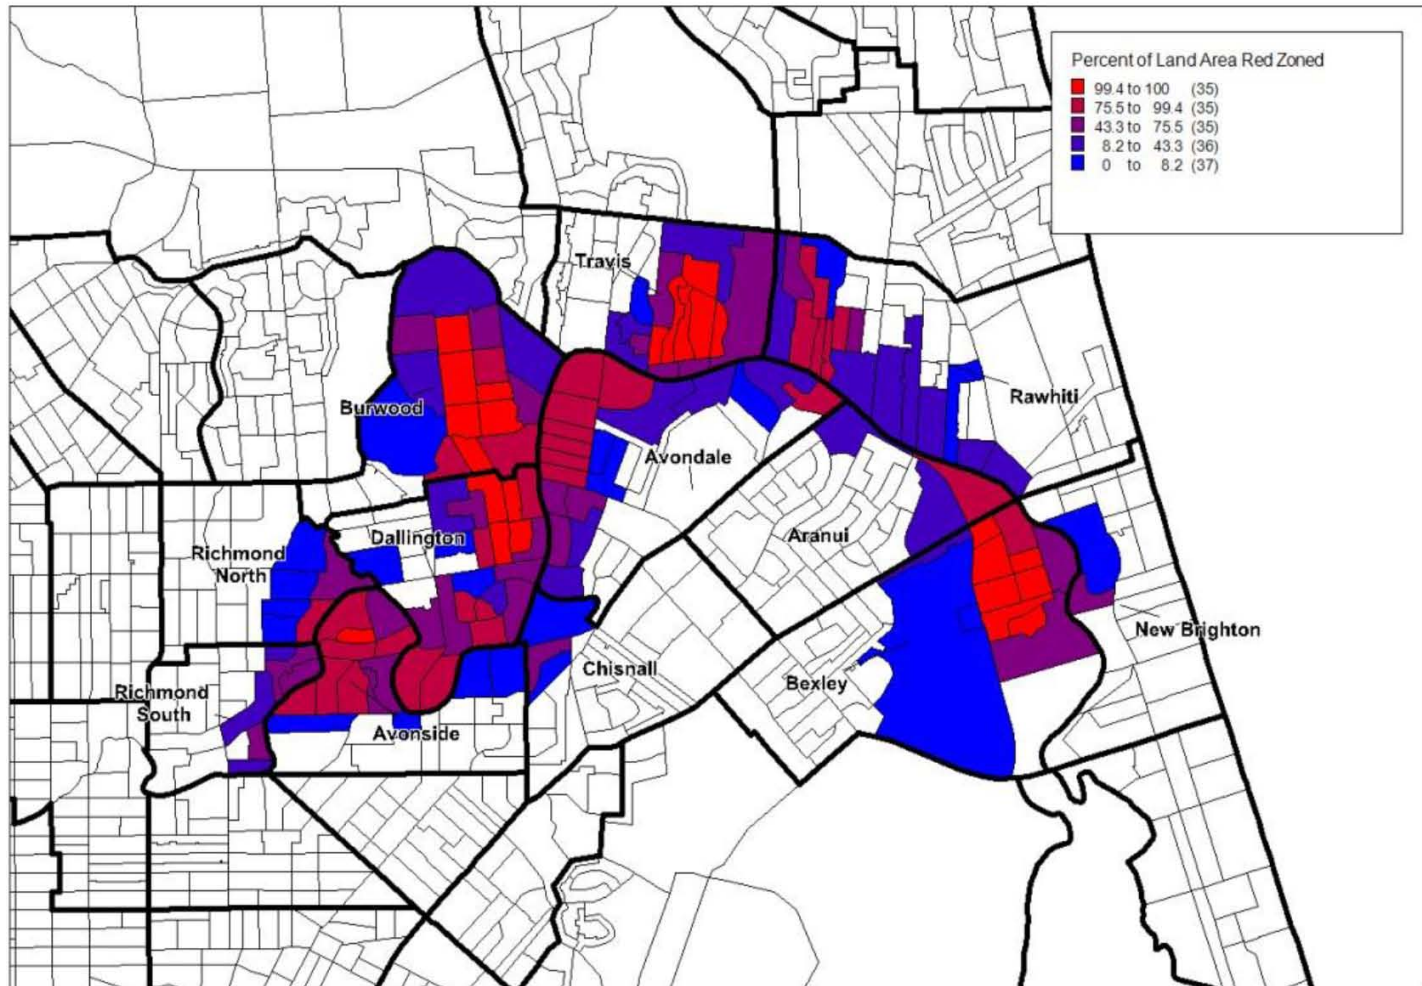 Percent of Land Area Red Zoned
99.4 to 100 (35)
75.5 to 99.4 (35)
43.3 to 75.5 (35)
8.2 to 43.3 (36)
0 to 8.2 (37)
Travis
Rawhiti
Burwood
Avondale
Aranui
Dallington
Richmond
North
New Brighton
Chisnall
Bexley
Richmond
South
Avonside